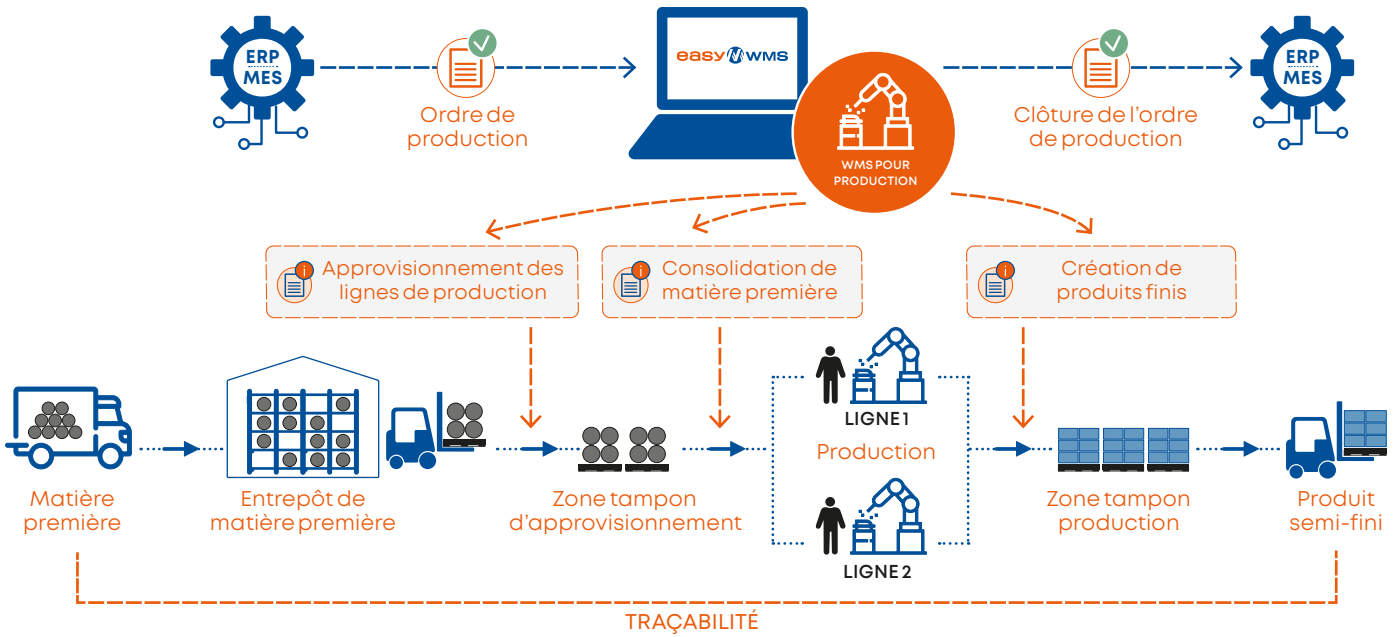 ERP
MES
Ordre de
production
easy WMS
WMS POUR
PRODUCTION
Clôture de l'ordre
de production
ERP
MES
Approvisionnement des
lignes de production
Consolidation de
matière première
Création de
produits finis
Matière
première
Entrepôt de
matière première
Zone tampon
d'approvisionnement
LIGNE 1
Production
LIGNE 2
Zone tampon
production
Produit
semi-fini
TRAÇABILITÉ